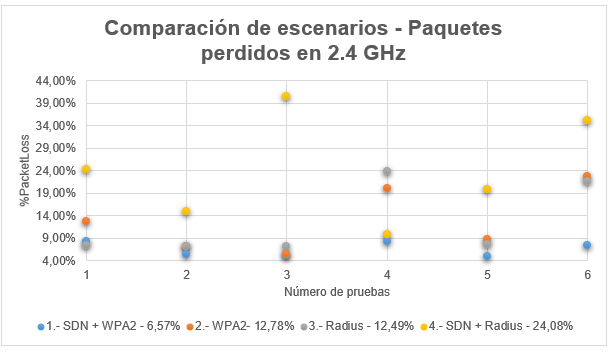 Comparación de escenarios - Paquetes
perdidos en 2.4 GHz
44,00%
39,00%
34,00%
29,00%
24,00%
19,00%
14,00%
9,00%
4,00%
%PacketLoss
1 2 3 4 5 6
Número de pruebas
1.- SDN + WPA2 - 6,57% 2.- WPA2- 12,78% 3.- Radius - 12,49% 4.- SDN + Radius - 24,08%